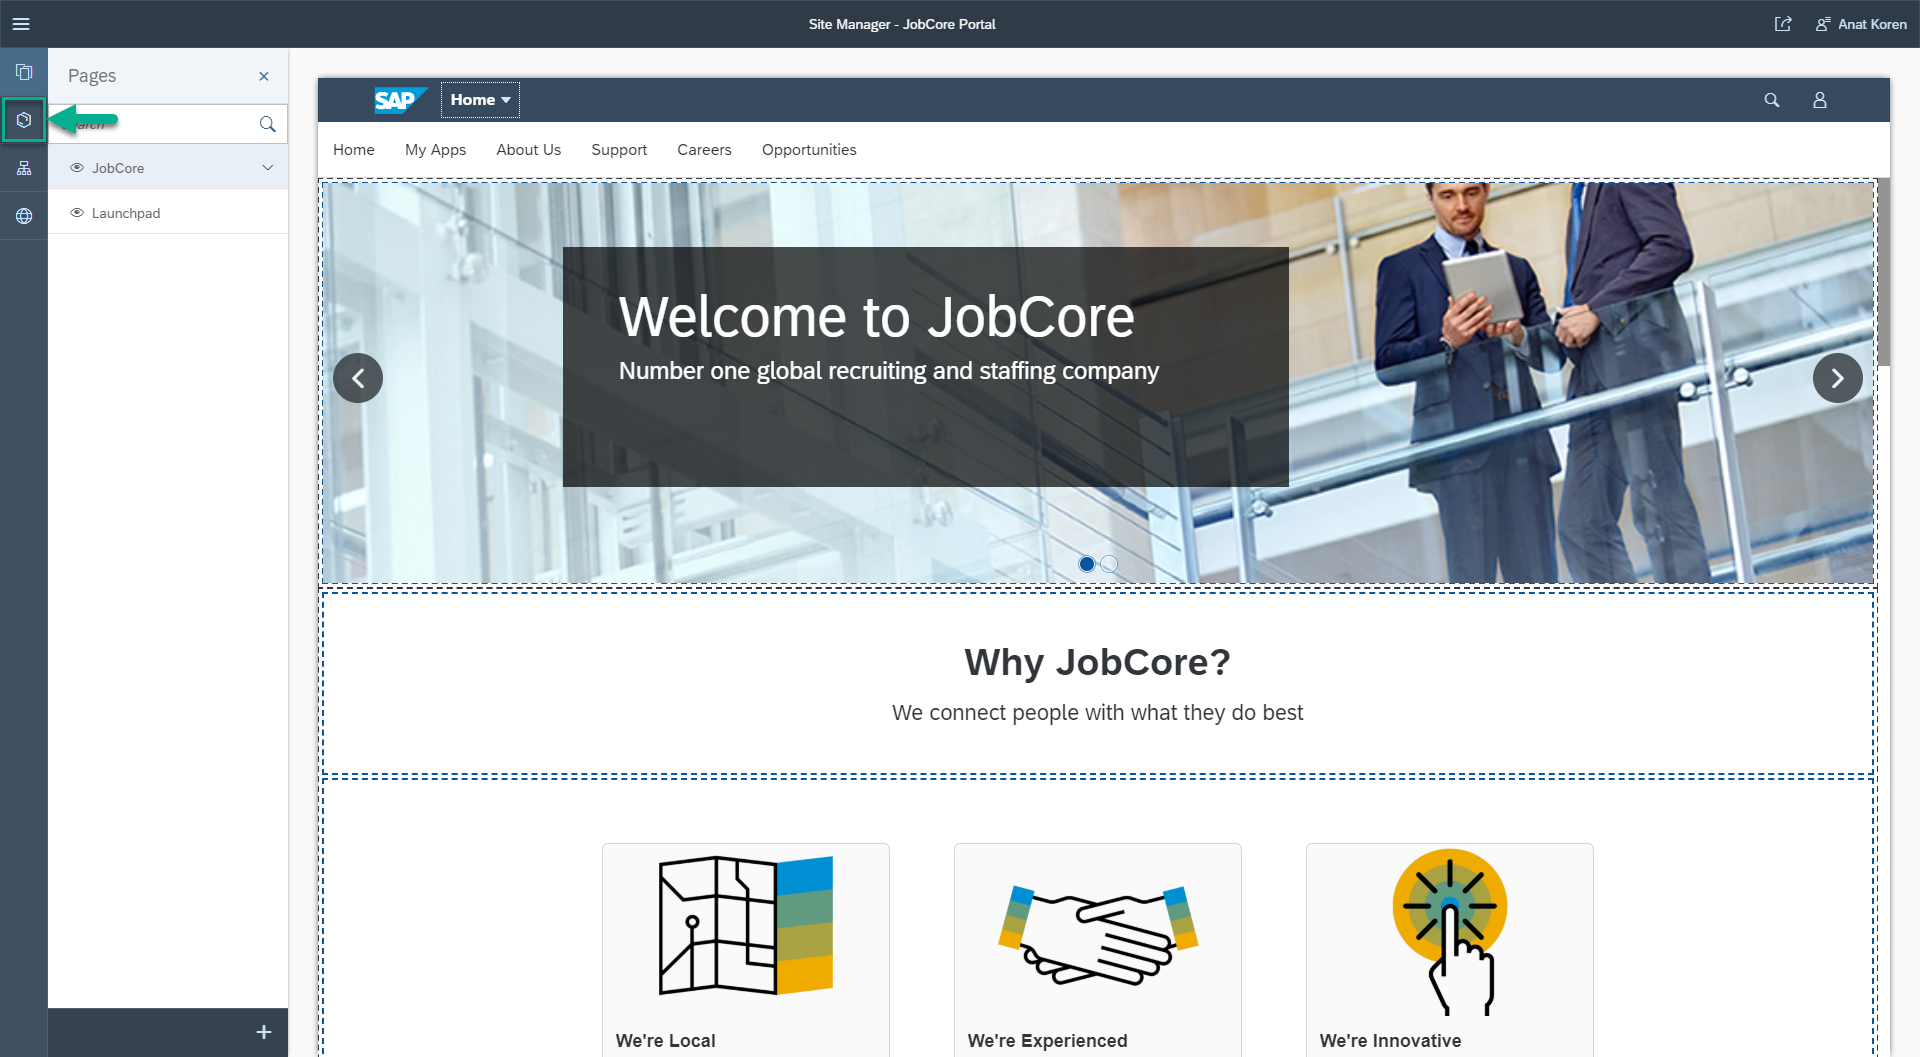 Site Manager - JobCore Portal
Anat Koren
Pages
JobCore
Launchpad
SAP
Home
Home My Apps About Us Support Careers Opportunities
Welcome to JobCore
Number one global recruiting and staffing company
Why JobCore?
We connect people with what they do best
We're Local
We're Experienced
We're Innovative